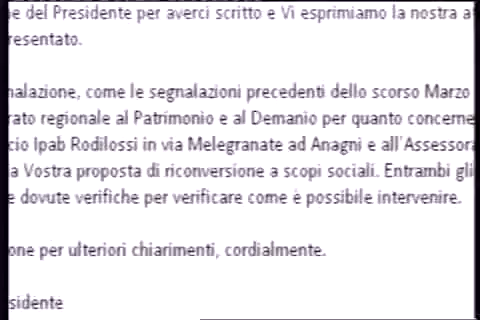 e del Presidente per averci scritto e Vi esprimiamo la nostra at
resentato.
nalazione, come le segnalazioni precedenti dello scorso Marzo
rato regionale al Patrimonio e al Demanio per quanto concerne
cio Ipab Rodilossi in via Melegranate ad Anagni e all'Assessora
a Vostra proposta di riconversione a scopi sociali. Entrambi gli
e dovute verifiche per verificare come è possibile intervenire.
one per ulteriori chiarimenti, cordialmente.
sidente